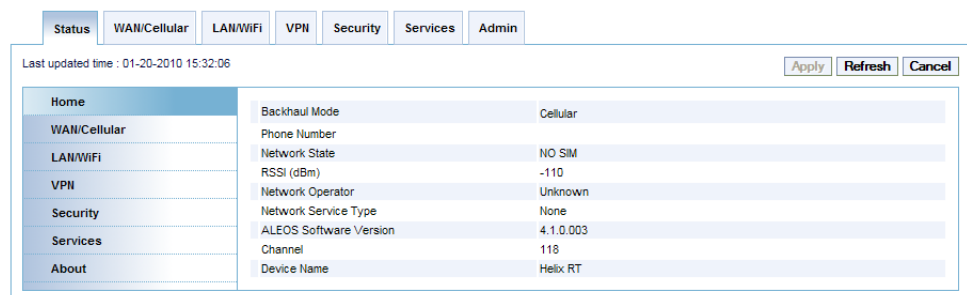 Status WAN/Cellular LAN/WiFi VPN Security Services Admin
Last updated time : 01-20-2010 15:32:06 Apply Refresh Cancel
Home
WAN/Cellular
LAN/WiFi
VPN
Security
Services
About
Backhaul Mode Cellular
Phone Number
Network State NO SIM
RSSI (dBm) -110
Network Operator Unknown
Network Service Type None
ALEOS Software Version 4.1.0.003
Channel 118
Device Name Helix RT